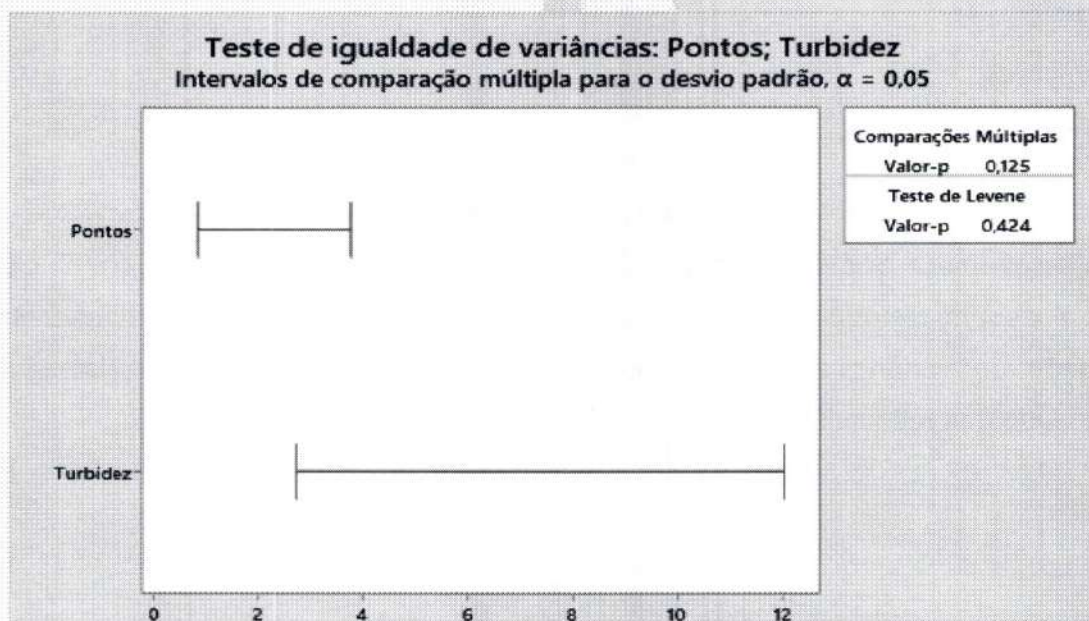 Teste de igualdade de variâncias: Pontos; Turbidez
Intervalos de comparação múltipla para o desvio padrão, α = 0,05
Comparações Múltiplas
Valor-p 0,125
Teste de Levene
Valor-p 0,424
Pontos
Turbidez
0 2 4 6 8 10 12